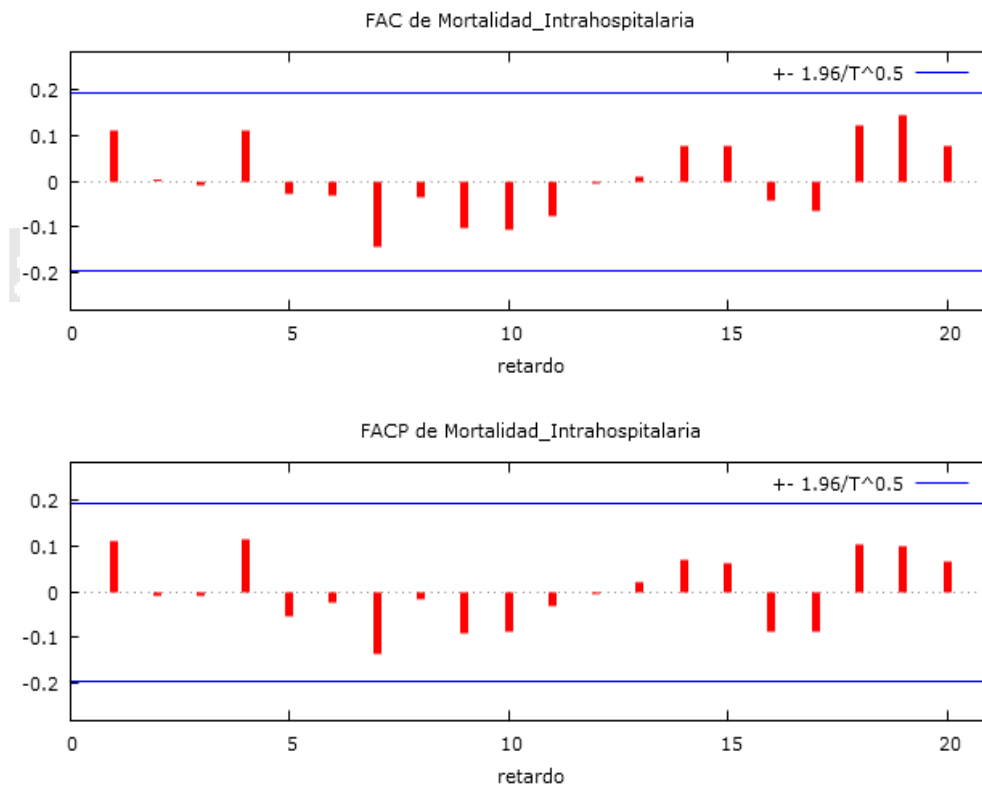 FAC de Mortalidad_Intrahospitalaria
+- 1.96/T^0.5
0.2
0.1
0
-0.1
-0.2
0 5 10 15 20
retardo
FACP de Mortalidad_Intrahospitalaria
+- 1.96/T^0.5
0.2
0.1
0
-0.1
-0.2
0 5 10 15 20
retardo